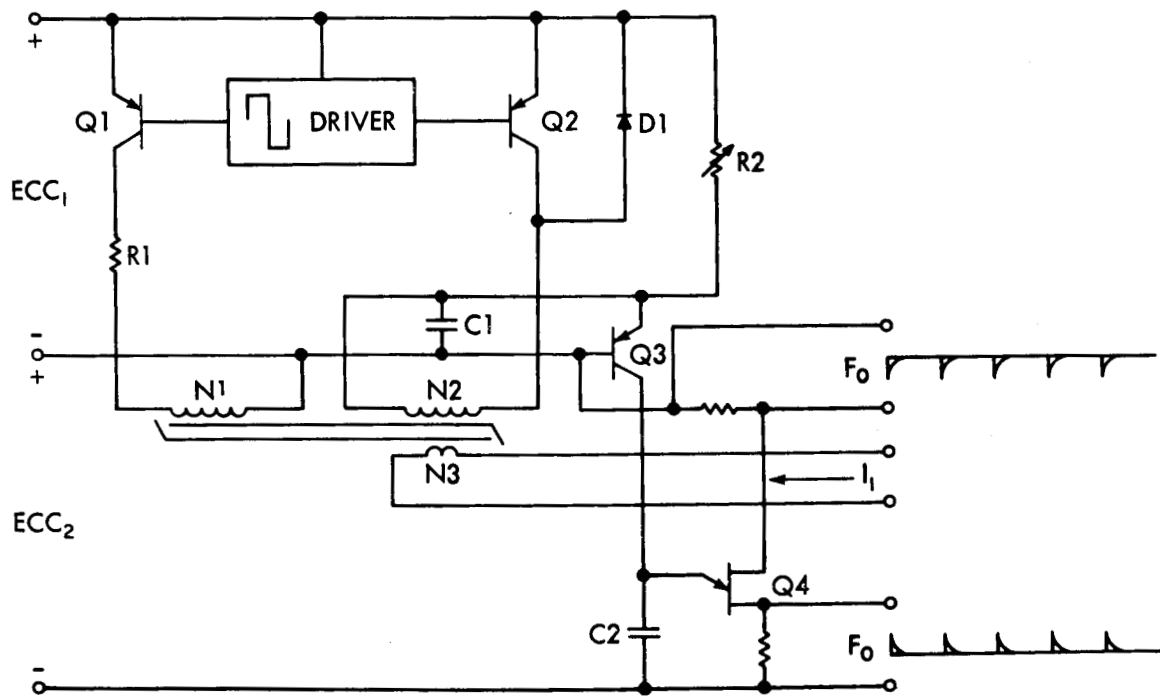 +
Q1
DRIVER
Q2
D1
R2
ECC₁
R1
C1
Q3
-
+
F₀
N1
N2
N3
I₁
ECC₂
Q4
C2
F₀
-